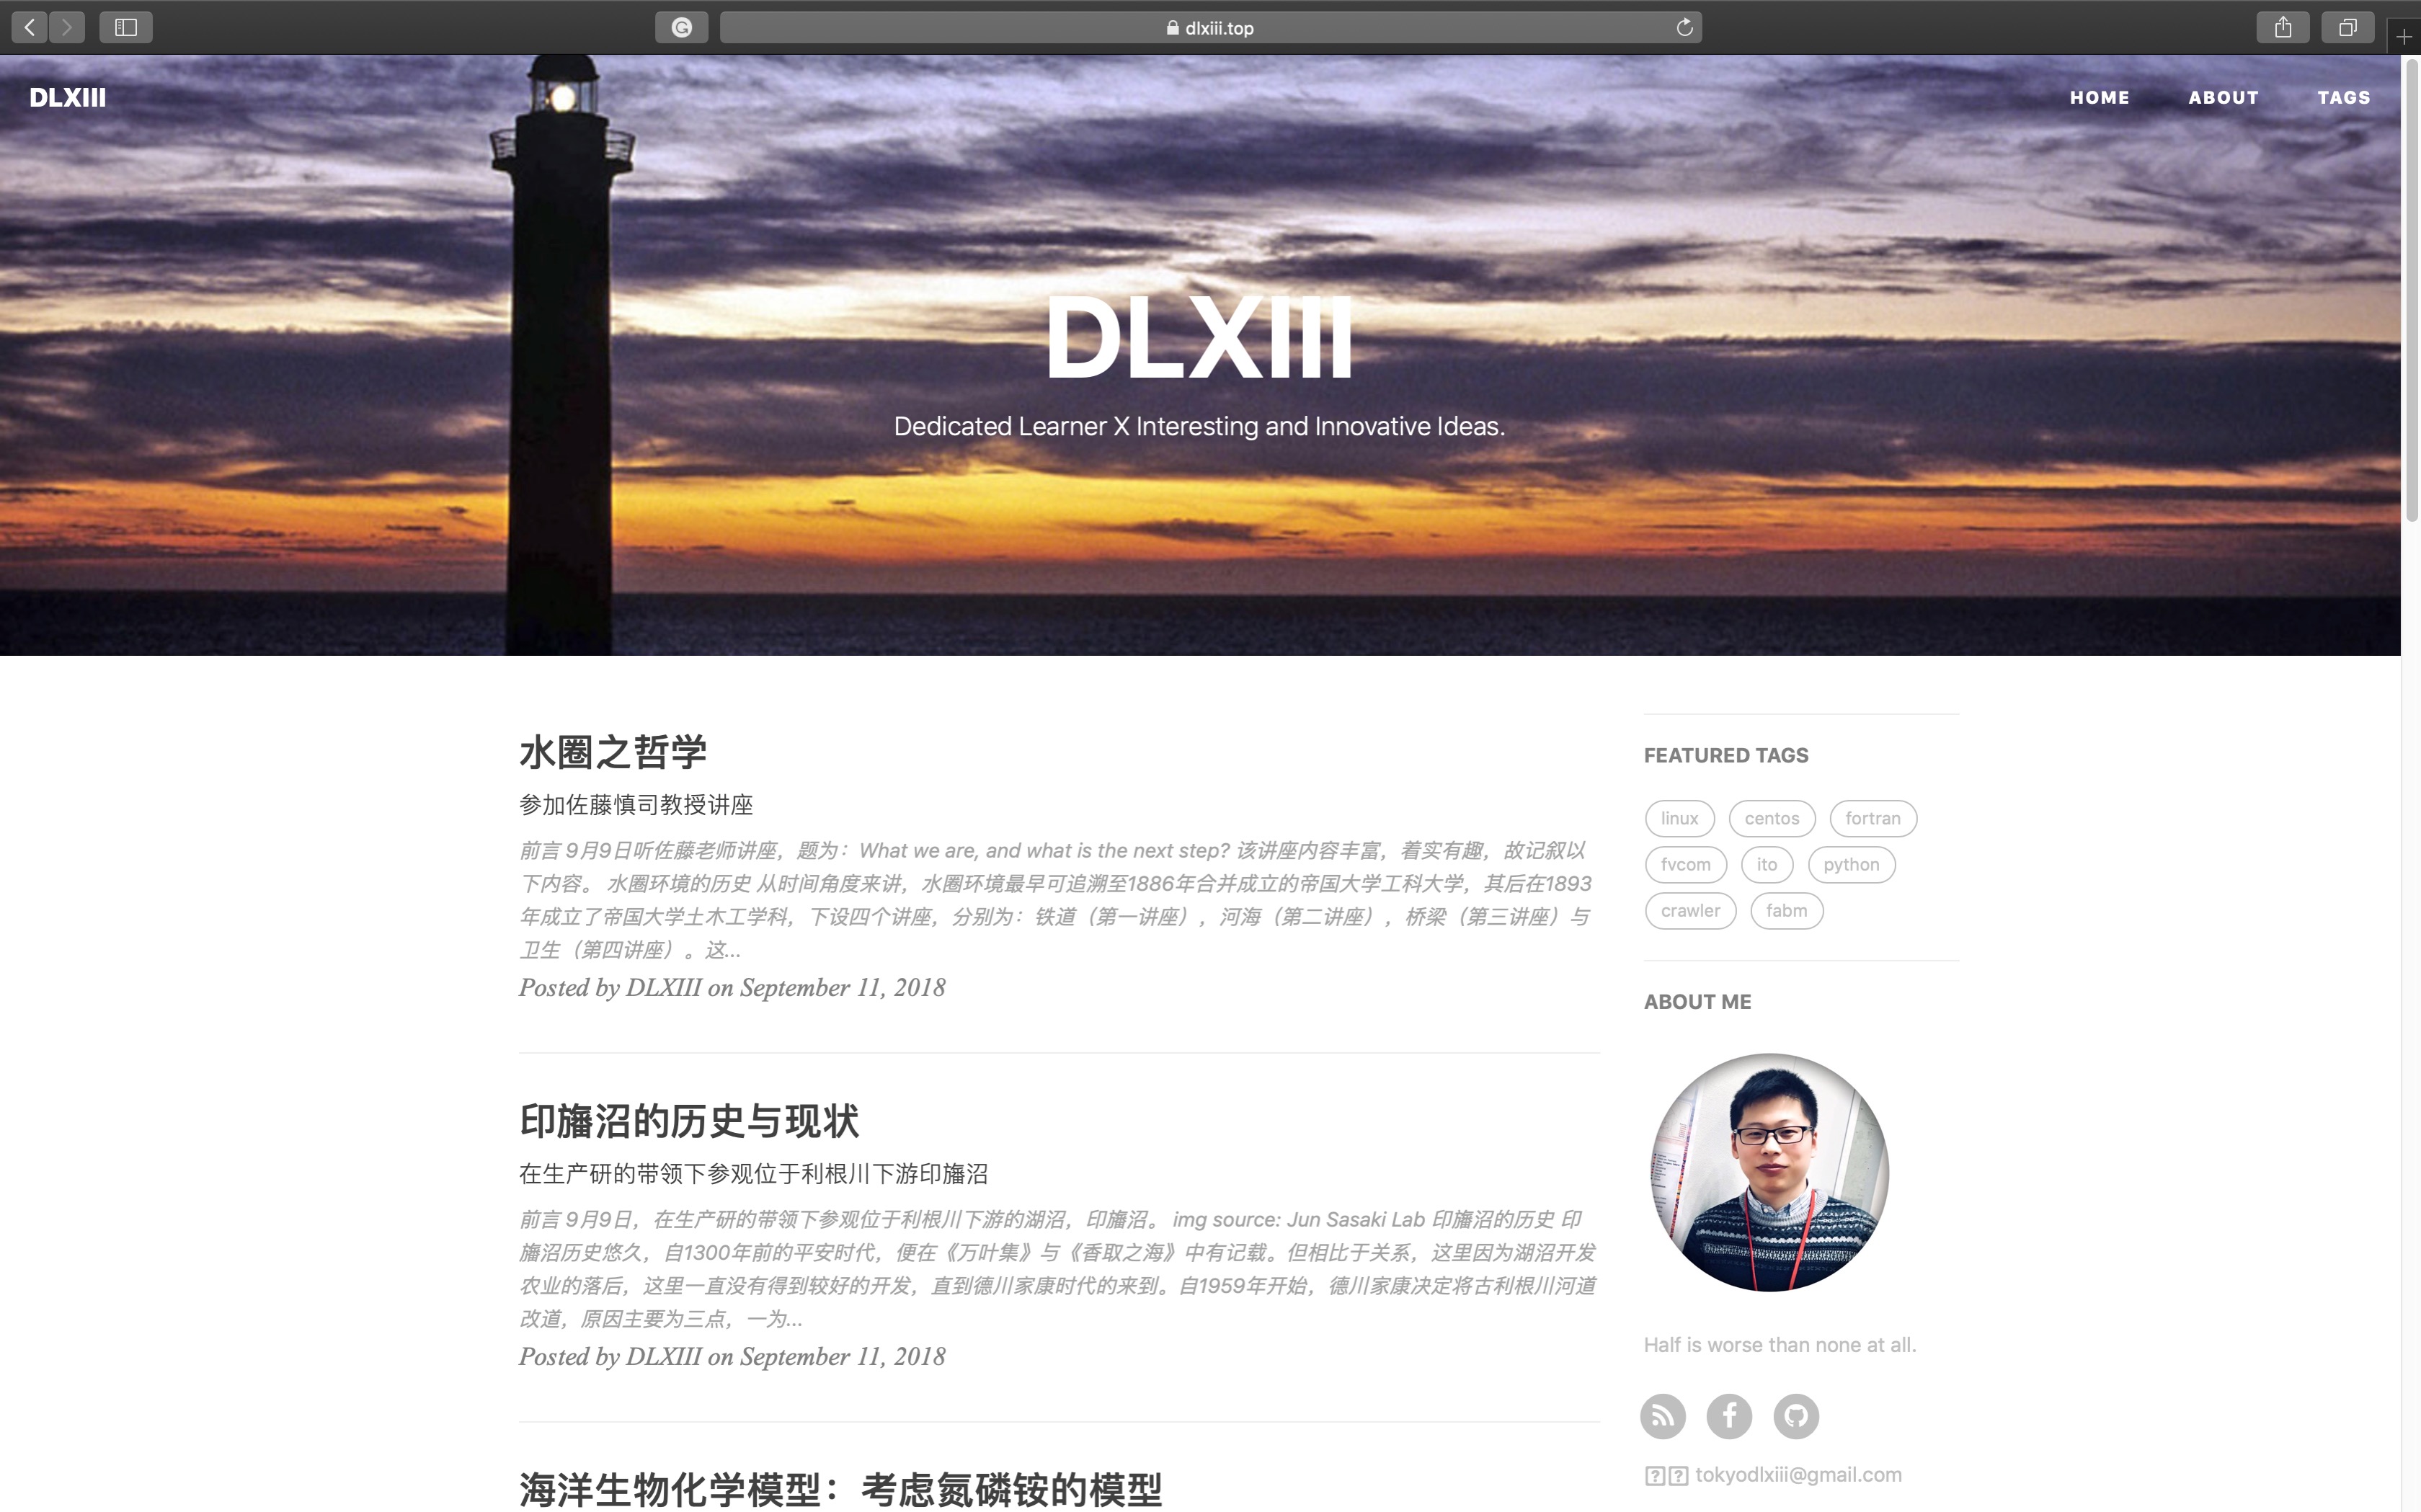 dlxiii.top
DLXIII
HOME ABOUT TAGS
DLXIII
Dedicated Learner X Interesting and Innovative Ideas.
水圈之哲学
参加佐藤慎司教授讲座
前言 9月9日听佐藤老师讲座，题为：What we are, and what is the next step? 该讲座内容丰富，着实有趣，故记叙以
下内容。 水圈环境的历史 从时间角度来讲，水圈环境最早可追溯至1886年合并成立的帝国大学工科大学，其后在1893
年成立了帝国大学土木工学科，下设四个讲座，分别为：铁道（第一讲座），河海（第二讲座），桥梁（第三讲座）与
卫生（第四讲座）。这...
Posted by DLXIII on September 11, 2018
印旛沼的历史与现状
在生产研的带领下参观位于利根川下游印旛沼
前言 9月9日，在生产研的带领下参观位于利根川下游的湖沼，印旛沼。 img source: Jun Sasaki Lab 印旛沼的历史 印
旛沼历史悠久，自1300年前的平安时代，便在《万叶集》与《香取之海》中有记载。但相比于关系，这里因为湖沼开发
农业的落后，这里一直没有得到较好的开发，直到德川家康时代的来到。自1959年开始，德川家康决定将古利根川河道
改道，原因主要为三点，一为...
Posted by DLXIII on September 11, 2018
海洋生物化学模型：考虑氮磷铵的模型
FEATURED TAGS
linux centos fortran
fvcom ito python
crawler fabm
ABOUT ME
Half is worse than none at all.
tokyodlxiii@gmail.com